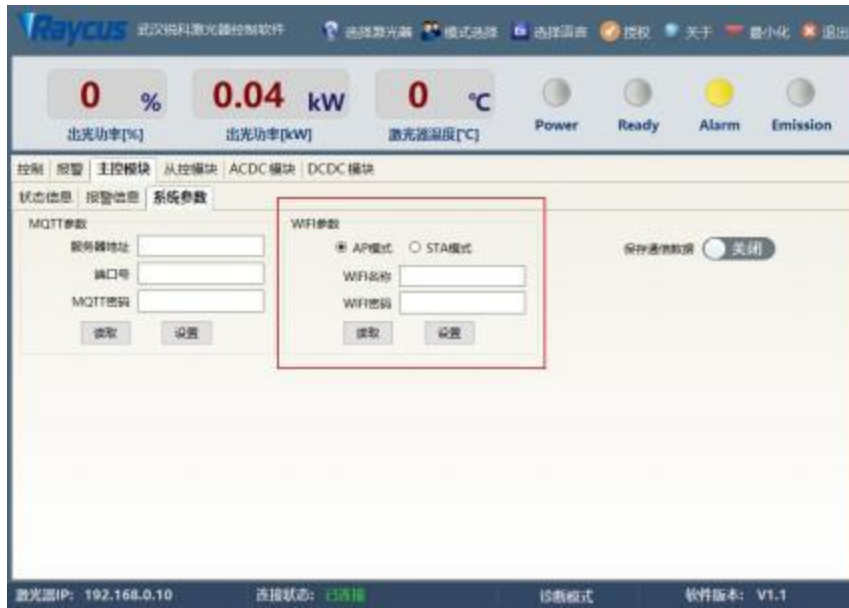 Raycus 武汉锐科激光器控制软件 选择激光器 模式选择 选择语言 授权 关于 最小化 退出
0 % 0.04 kW 0 ℃
出光功率[%] 出光功率[kW] 激光器温度[℃] Power Ready Alarm Emission
控制 报警 主控模块 从控模块 ACDC模块 DCDC模块
状态信息 报警信息 系统参数
MQTT参数 WIFI参数
服务器地址 AP模式 STA模式 保存通信数据 关闭
端口号 WIFI名称
MQTT密码 WIFI密码
读取 设置 读取 设置
激光器IP: 192.168.0.10 连接状态: 已连接 诊断模式 软件版本: V1.1